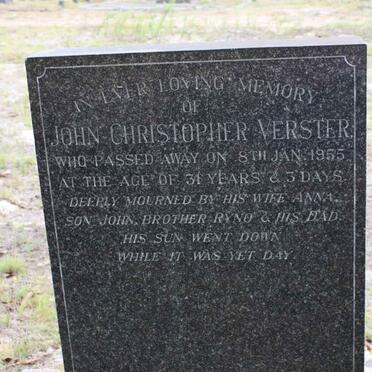 IN EVER LOVING MEMORY
OF
JOHN CHRISTOPHER VERSTER,
WHO PASSED AWAY ON 8TH JAN. 1955
AT THE AGE OF 31 YEARS & 3 DAYS.
DEEPLY MOURNED BY HIS WIFE ANNA,
SON JOHN, BROTHER RYNO & HIS DAD.
HIS SUN WENT DOWN
WHILE IT WAS YET DAY.